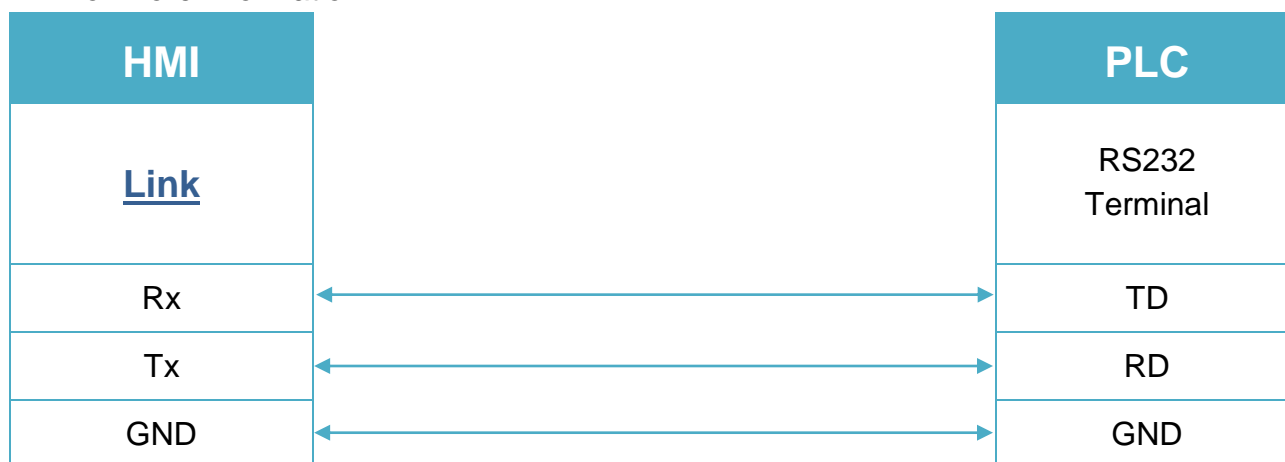 HMI PLC
Link RS232
Terminal
Rx TD
Tx RD
GND GND